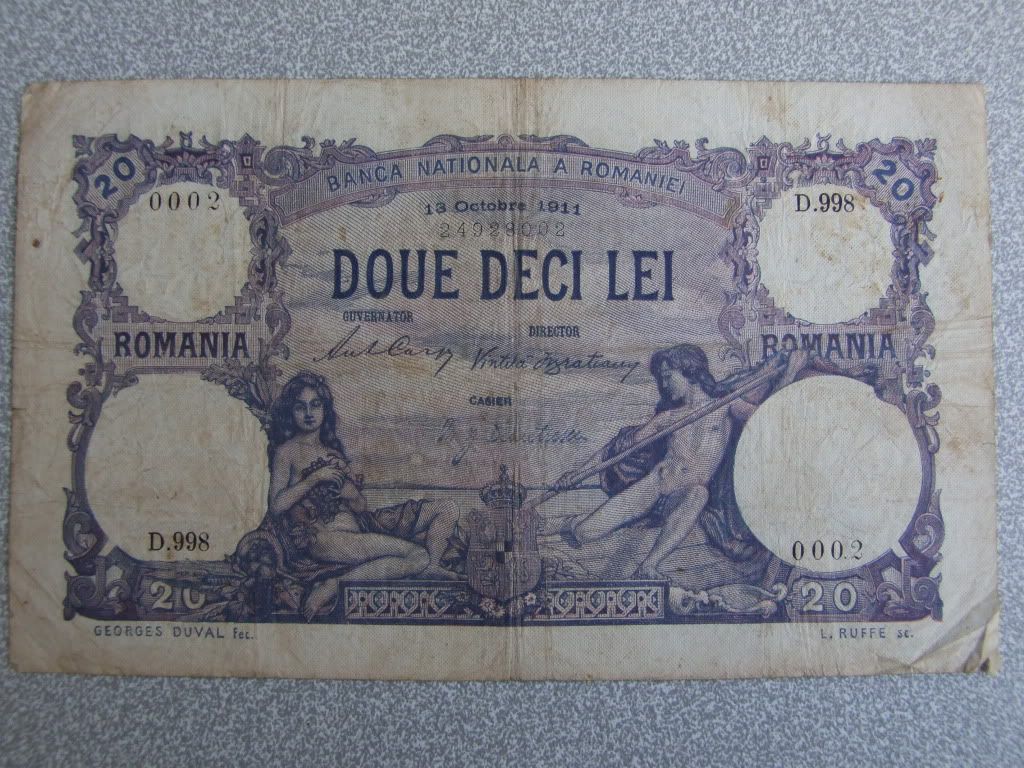 20 20
BANCA NATIONALA A ROMANIEI
0002 D.998
13 Octobre 1911
24928002
DOUE DECI LEI
GUVERNATOR DIRECTOR
ROMANIA ROMANIA
CASIER
D.998 0002
20 20
GEORGES DUVAL fec. L. RUFFE sc.